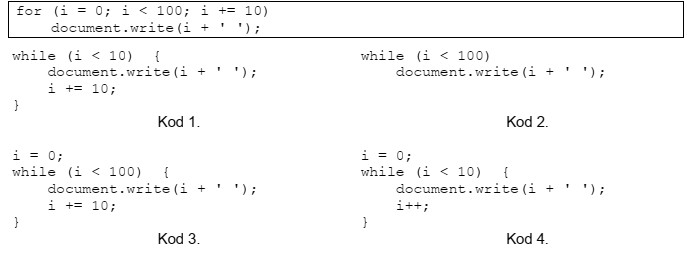 for (i = 0; i < 100; i += 10)
    document.write(i + ' ');
while (i < 10)  {
    document.write(i + ' ');
    i += 10;
}
Kod 1.
while (i < 100)
    document.write(i + ' ');
Kod 2.
i = 0;
while (i < 100)  {
    document.write(i + ' ');
    i += 10;
}
Kod 3.
i = 0;
while (i < 10)  {
    document.write(i + ' ');
    i++;
}
Kod 4.